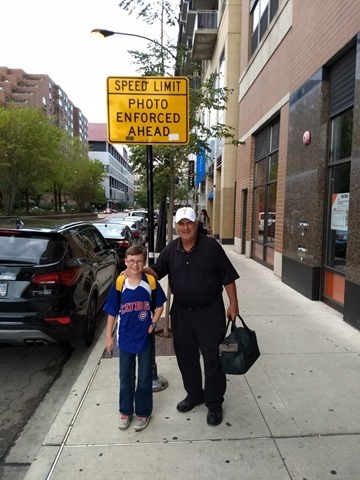 SPEED LIMIT
PHOTO
ENFORCED
AHEAD
CUBS